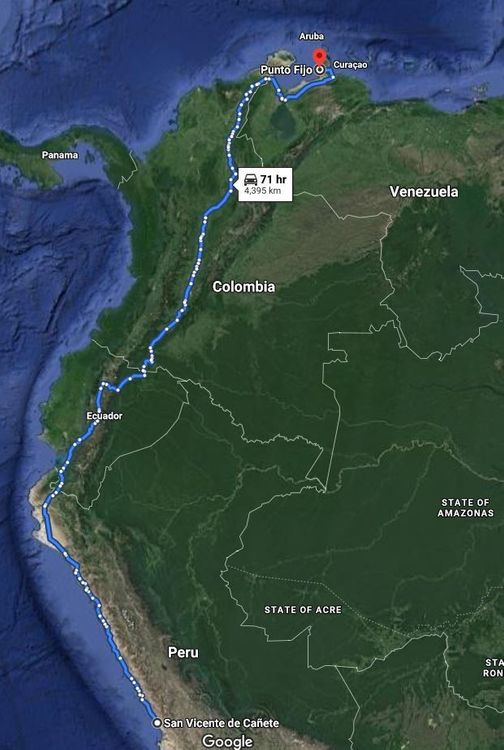 Aruba
Punto Fijo
Curaçao
Panama
71 hr
4,395 km
Venezuela
Colombia
Ecuador
STATE OF
AMAZONAS
STATE OF ACRE
STA
RON
Peru
San Vicente de Cañete
Google